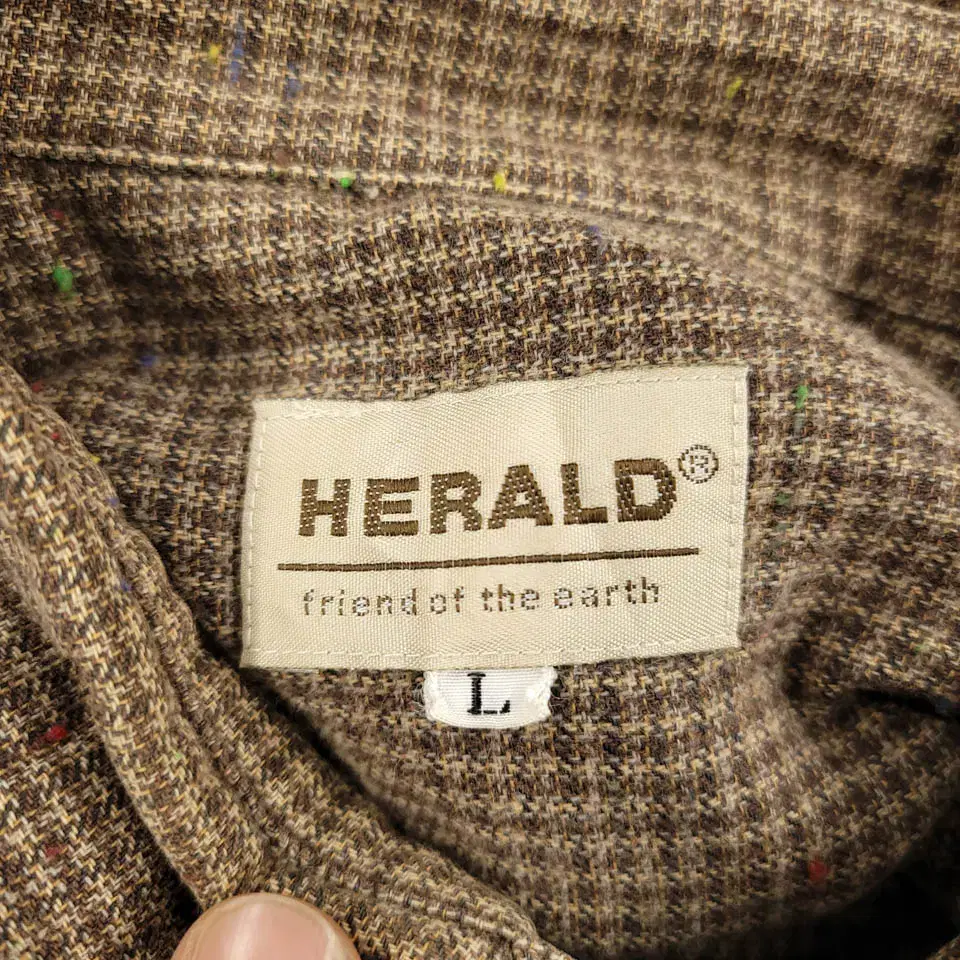 HERALD®
friend of the earth
L